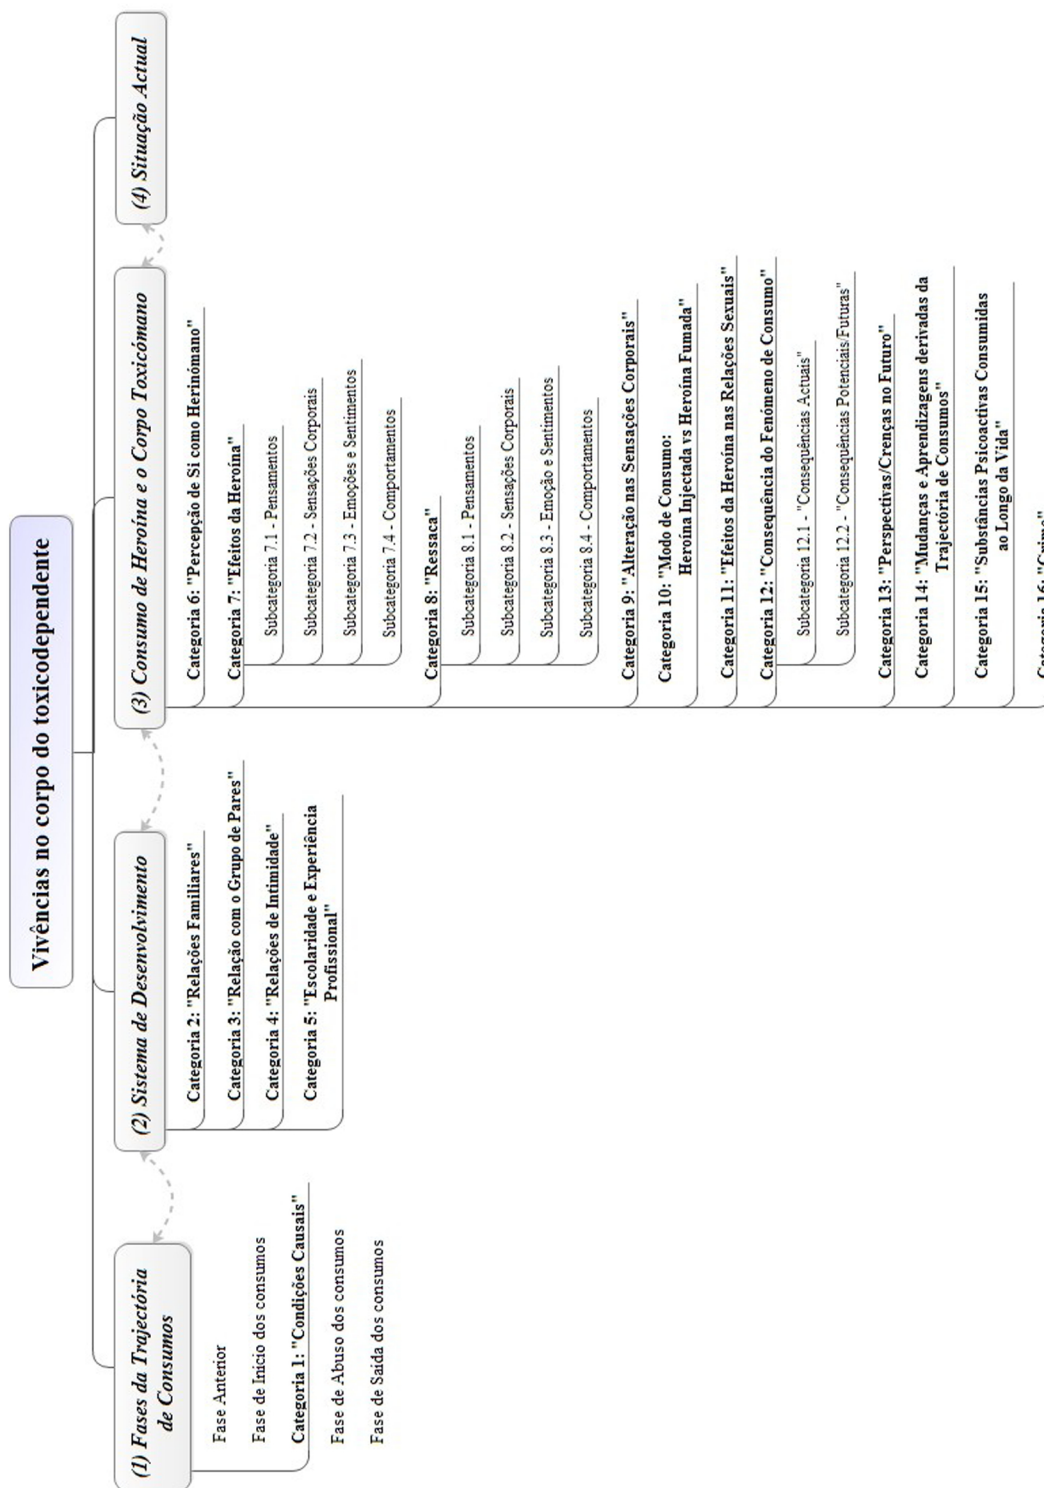 Vivências no corpo do toxicodependente
(1) Fases da Trajectória
de Consumos
Fase Anterior
Fase de Início dos consumos
Categoria 1: "Condições Causais"
Fase de Abuso dos consumos
Fase de Saída dos consumos
(2) Sistema de Desenvolvimento
Categoria 2: "Relações Familiares"
Categoria 3: "Relação com o Grupo de Pares"
Categoria 4: "Relações de Intimidade"
Categoria 5: "Escolaridade e Experiência
Profissional"
(3) Consumo de Heroína e o Corpo Toxicómano
Categoria 6: "Percepção de Si como Herinómano"
Categoria 7: "Efeitos da Heroína"
Subcategoria 7.1 - Pensamentos
Subcategoria 7.2 - Sensações Corporais
Subcategoria 7.3 - Emoções e Sentimentos
Subcategoria 7.4 - Comportamentos
Categoria 8: "Ressaca"
Subcategoria 8.1 - Pensamentos
Subcategoria 8.2 - Sensações Corporais
Subcategoria 8.3 - Emoção e Sentimentos
Subcategoria 8.4 - Comportamentos
Categoria 9: "Alteração nas Sensações Corporais"
Categoria 10: "Modo de Consumo:
Heroína Injectada vs Heroína Fumada"
Categoria 11: "Efeitos da Heroína nas Relações Sexuais"
Categoria 12: "Consequência do Fenómeno de Consumo"
Subcategoria 12.1 - "Consequências Actuais"
Subcategoria 12.2 - "Consequências Potenciais/Futuras"
Categoria 13: "Perspectivas/Crenças no Futuro"
Categoria 14: "Mudanças e Aprendizagens derivadas da
Trajectória de Consumos"
Categoria 15: "Substâncias Psicoactivas Consumidas
ao Longo da Vida"
Categoria 16: "Crime"
(4) Situação Actual